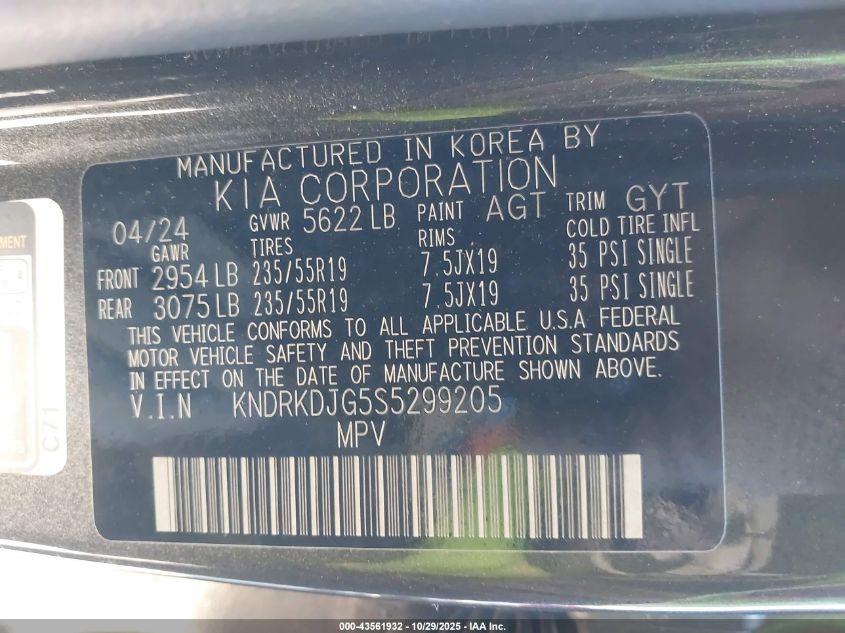 MANUFACTURED IN KOREA BY
KIA CORPORATION
04/24 GVWR 5622 LB PAINT AGT TRIM GYT
GAWR TIRES RIMS COLD TIRE INFL
FRONT 2954 LB 235/55R19 7.5JX19 35 PSI SINGLE
REAR 3075 LB 235/55R19 7.5JX19 35 PSI SINGLE
THIS VEHICLE CONFORMS TO ALL APPLICABLE U.S.A FEDERAL
MOTOR VEHICLE SAFETY AND THEFT PREVENTION STANDARDS
IN EFFECT ON THE DATE OF MANUFACTURE SHOWN ABOVE.
V.I.N KNDRKDJG5S5299205
MPV
C71
000-43561932 - 10/29/2025 - IAA Inc.